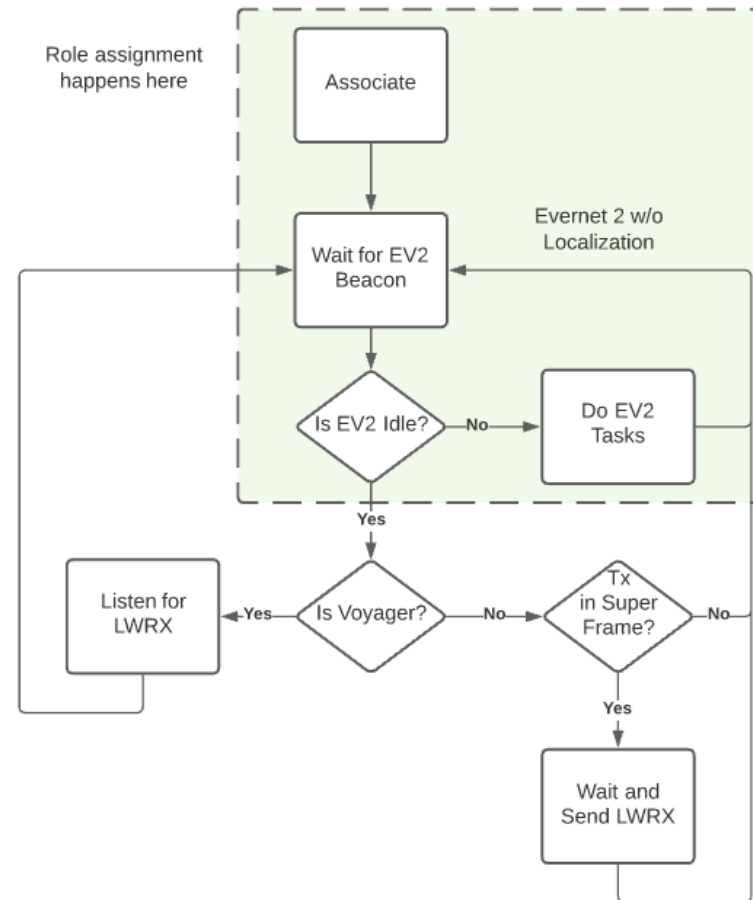 Role assignment
happens here
Associate
Evernet 2 w/o
Localization
Wait for EV2
Beacon
Is EV2 Idle?
No
Do EV2
Tasks
Yes
Listen for
LWRX
Yes
Is Voyager?
No
Tx
in Super
Frame?
No
Yes
Wait and
Send LWRX